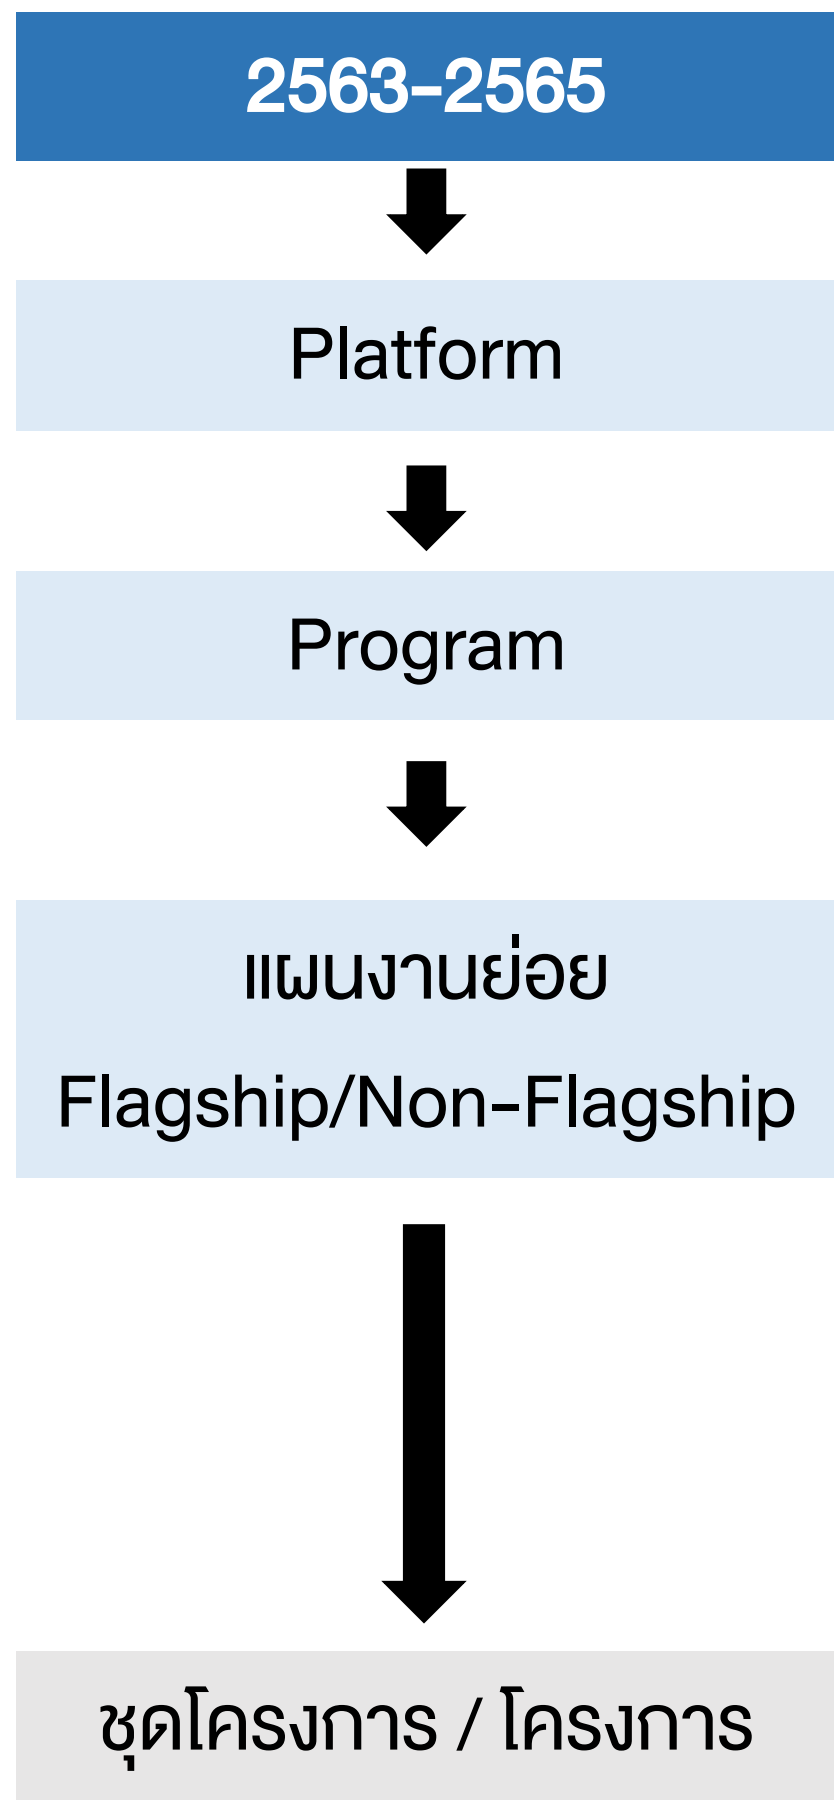 2563-2565
Platform
Program
แผนงานย่อย
Flagship/Non-Flagship
ชุดโครงการ / โครงการ